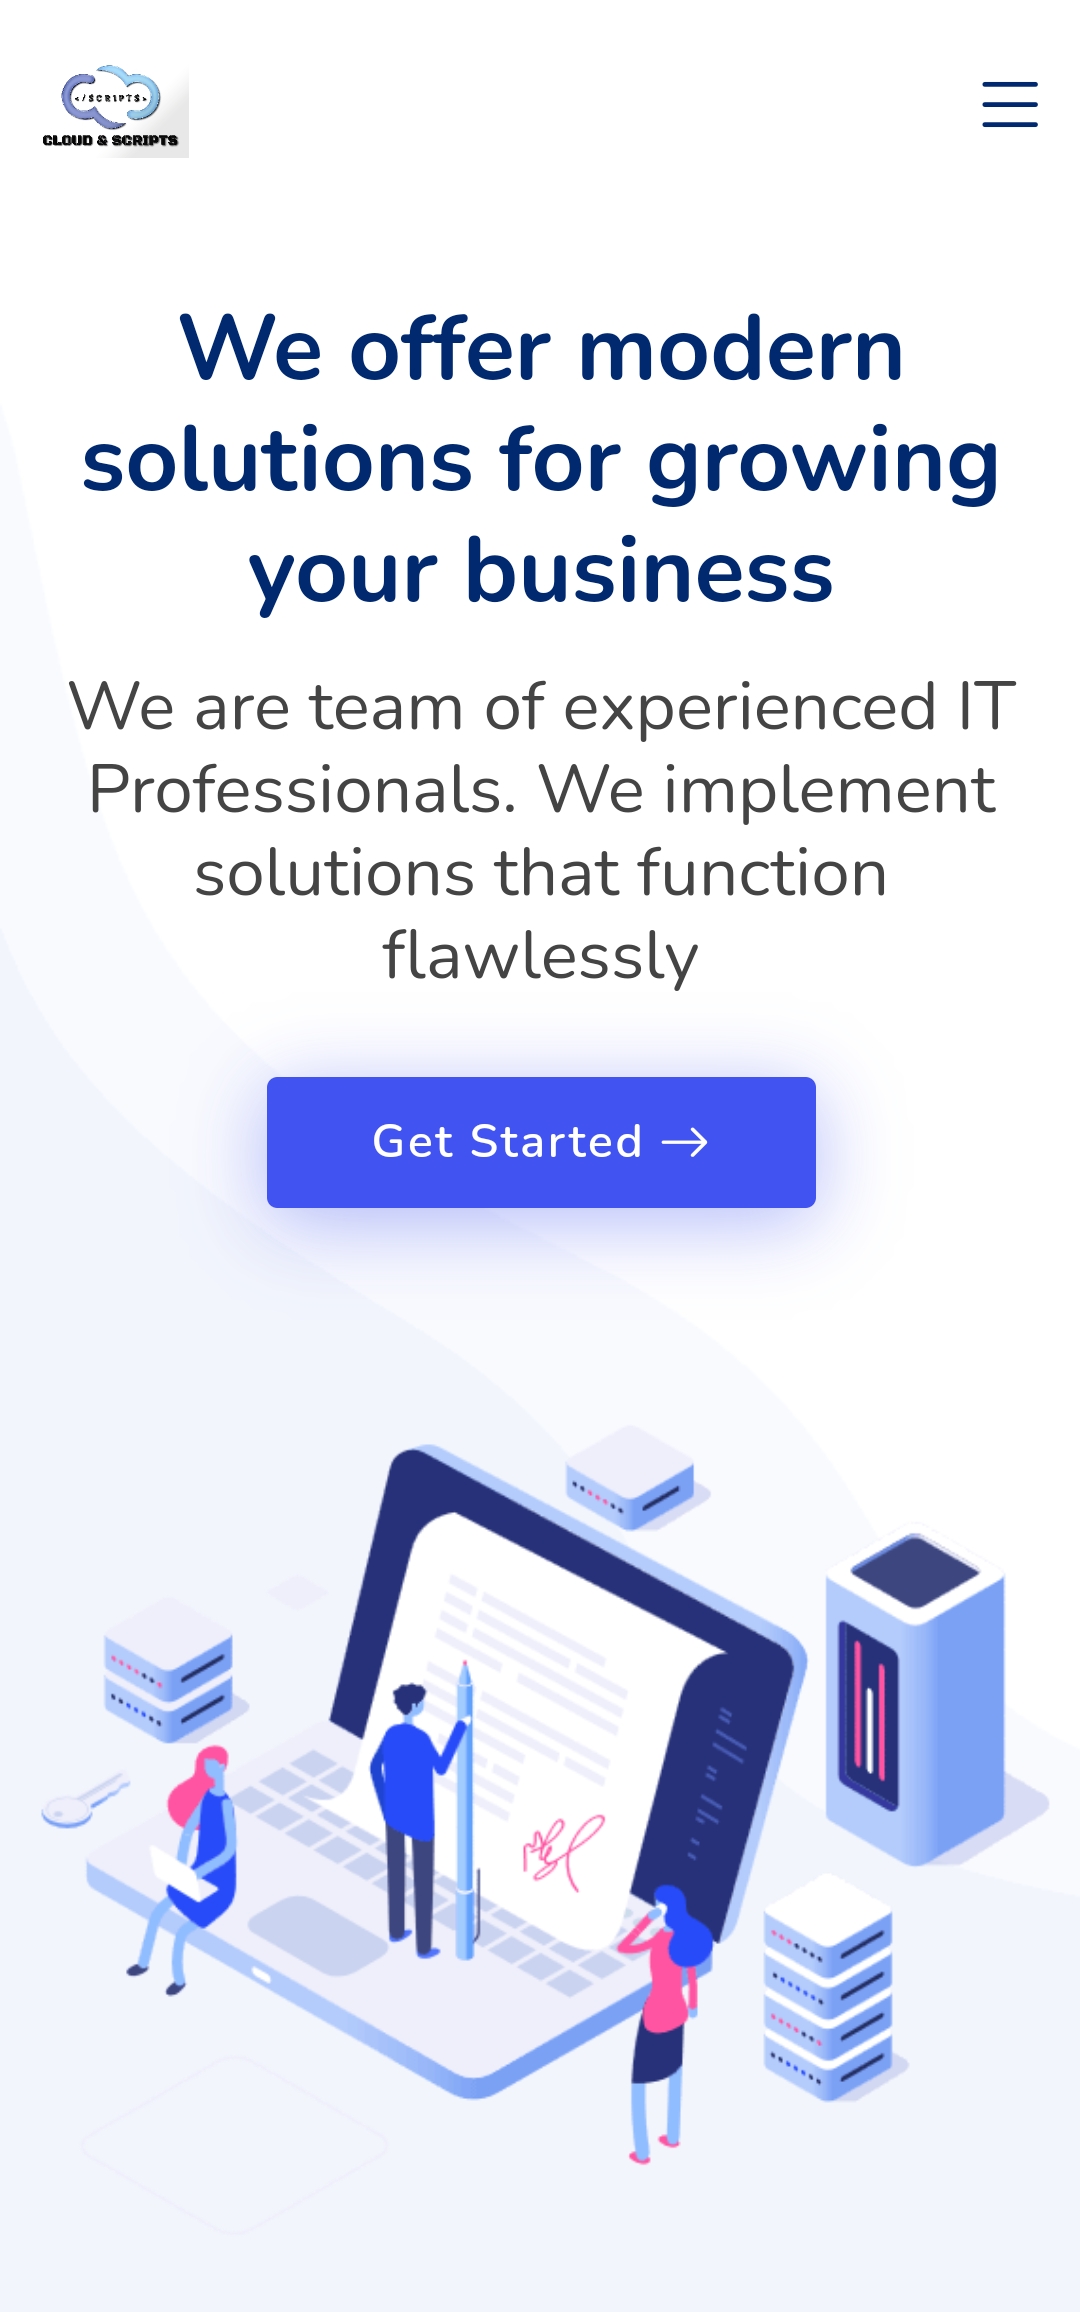 </SCRIPTS>
CLOUD & SCRIPTS
We offer modern
solutions for growing
your business
We are team of experienced IT
Professionals. We implement
solutions that function
flawlessly
Get Started →